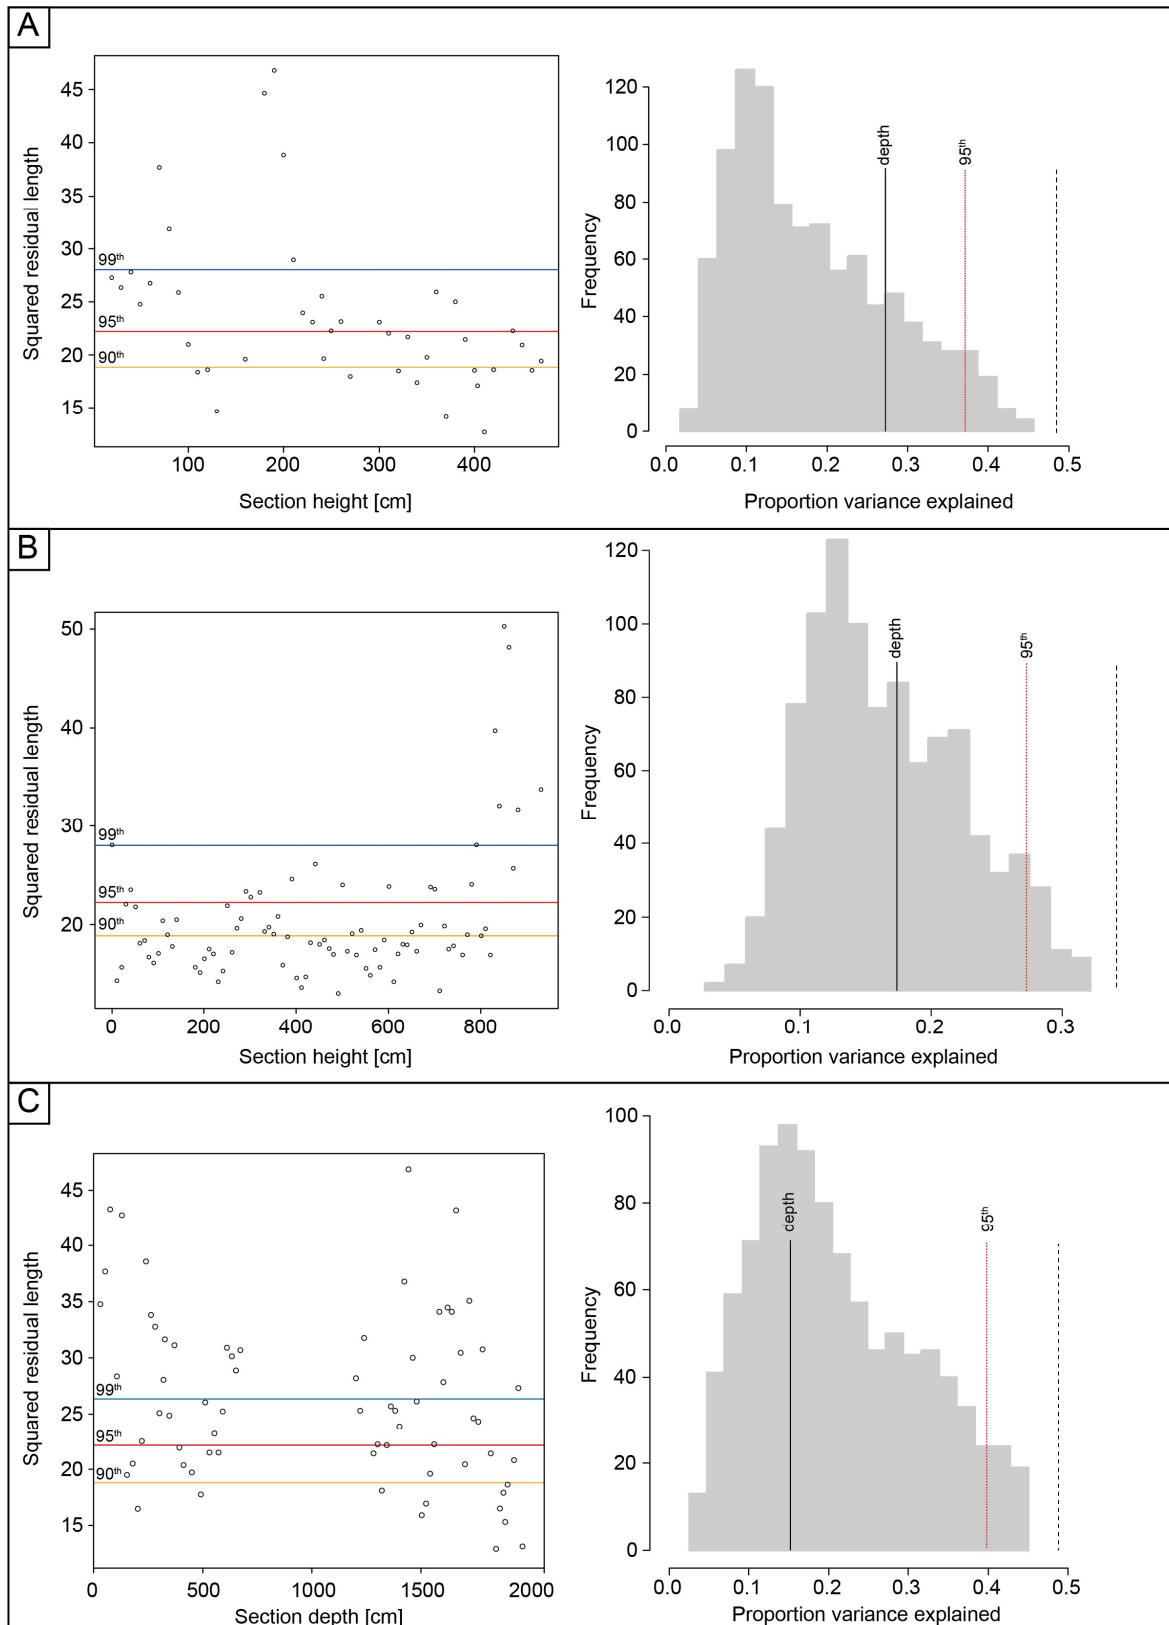 A
Squared residual length
45
40
35
30
25
20
15
99th
95th
90th
100
200
300
400
Section height [cm]
Frequency
120
100
80
60
40
20
0
depth
95th
0.0
0.1
0.2
0.3
0.4
0.5
Proportion variance explained
B
Squared residual length
50
40
30
20
99th
95th
90th
0
200
400
600
800
Section height [cm]
Frequency
120
100
80
60
40
20
0
depth
95th
0.0
0.1
0.2
0.3
Proportion variance explained
C
Squared residual length
45
40
35
30
25
20
15
99th
95th
90th
0
500
1000
1500
2000
Section depth [cm]
Frequency
100
80
60
40
20
0
depth
95th
0.0
0.1
0.2
0.3
0.4
0.5
Proportion variance explained